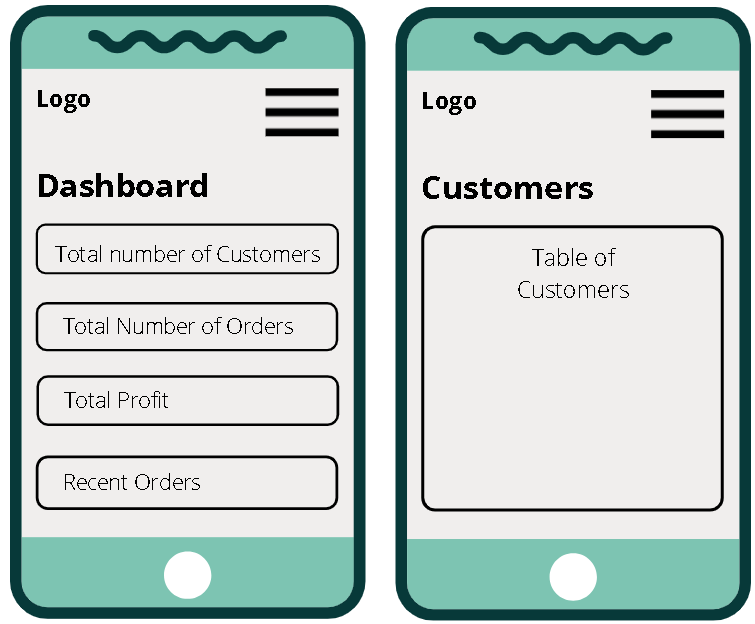 Logo
Dashboard
Total number of Customers
Total Number of Orders
Total Profit
Recent Orders
Logo
Customers
Table of
Customers